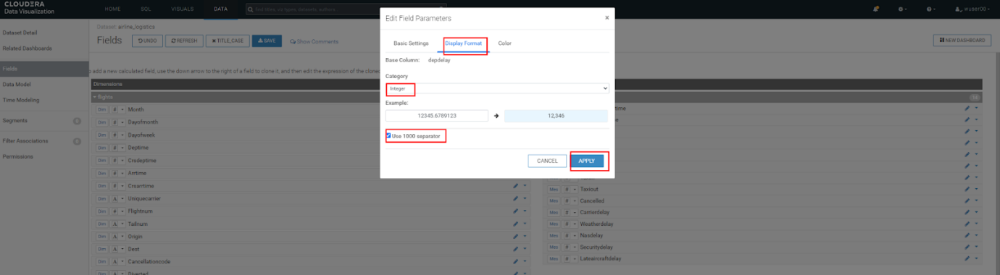 CLOUDERA
Data Visualization
HOME
SQL
VISUALS
DATA
wuser00
Dataset Detail
Related Dashboards
Fields
Data Model
Time Modeling
Segments
0
Filter Associations
0
Permissions
Dataset: airline_logistics
Fields
UNDO
REFRESH
TITLE_CASE
SAVE
Show Comments
NEW DASHBOARD
o add a new calculated field, use the down arrow to the right of a field to clone it, and then edit the expression of the clone
Dimensions
flights
14
Dim # Month
Dim # Dayofmonth
Dim # Dayofweek
Dim # Deptime
Dim # Crsdeptime
Dim # Arrtime
Dim # Crsarrtime
Dim A Uniquecarrier
Dim # Flightnum
Dim A Tailnum
Dim A Origin
Dim A Dest
Dim A Cancellationcode
Dim A Diverted
time
Mes # Taxiout
Mes # Cancelled
Mes # Carrierdelay
Mes # Weatherdelay
Mes # Nasdelay
Mes # Securitydelay
Mes # Lateaircraftdelay
Edit Field Parameters
×
Basic Settings
Display Format
Color
Base Column: depdelay
Category
Integer
Example:
12345.6789123
12,346
Use 1000 separator
CANCEL
APPLY